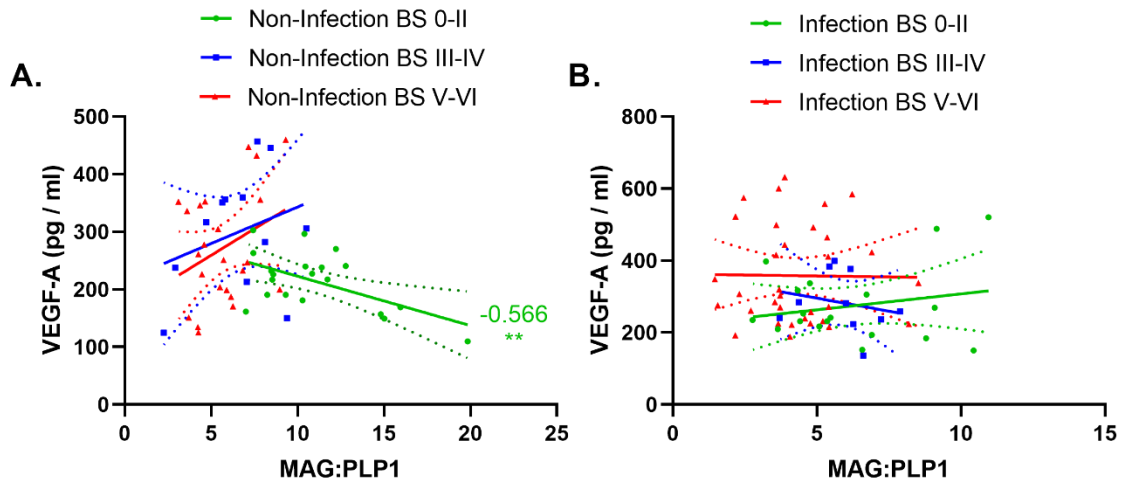 Non-Infection BS 0-II
Non-Infection BS III-IV
Non-Infection BS V-VI
A.
500
400
300
200
100
0
VEGF-A (pg / ml)
-0.566
**
0
5
10
15
20
25
MAG:PLP1
Infection BS 0-II
Infection BS III-IV
Infection BS V-VI
B.
800
600
400
200
0
VEGF-A (pg / ml)
0
5
10
15
MAG:PLP1